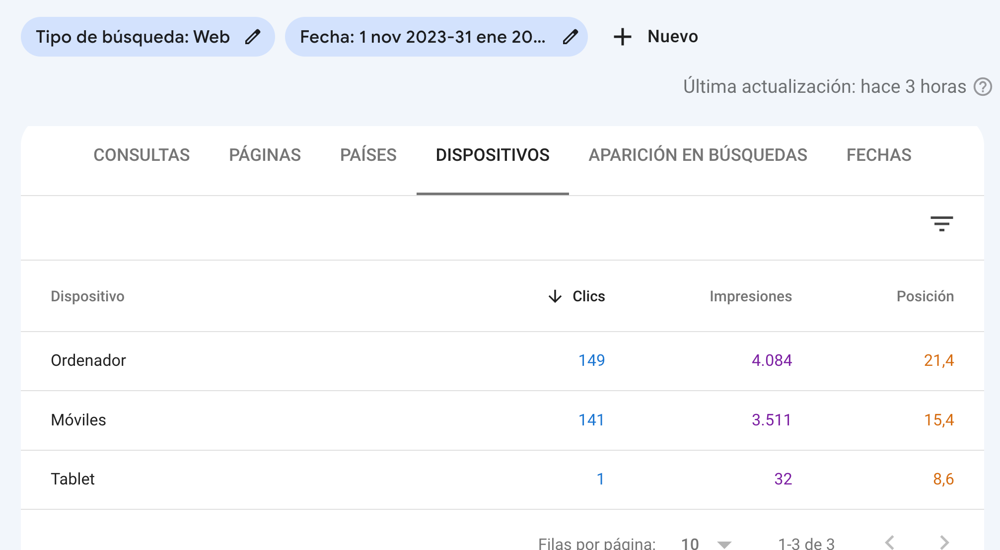 Tipo de búsqueda: Web Fecha: 1 nov 2023-31 ene 20... Nuevo
Última actualización: hace 3 horas
CONSULTAS PÁGINAS PAÍSES DISPOSITIVOS APARICIÓN EN BÚSQUEDAS FECHAS
Dispositivo Clics Impresiones Posición
Ordenador 149 4.084 21,4
Móviles 141 3.511 15,4
Tablet 1 32 8,6
Filas por página: 10 1-3 de 3